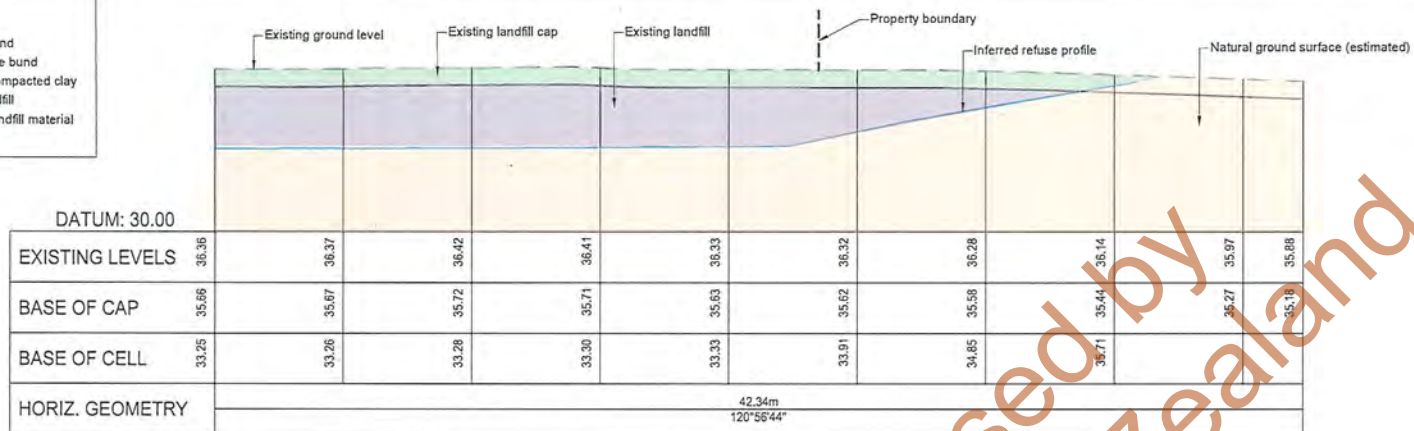 nd
e bund
mpacted clay
fill
ndfill material
Existing ground level
Existing landfill cap
Existing landfill
Property boundary
Inferred refuse profile
Natural ground surface (estimated)
DATUM: 30.00
EXISTING LEVELS 36.36 36.37 36.42 36.41 36.33 36.32 36.28 36.14 35.97 35.88
BASE OF CAP 35.66 35.67 35.72 35.71 35.63 35.62 35.58 35.44 35.27 35.18
BASE OF CELL 33.25 33.26 33.28 33.30 33.33 33.91 34.85 35.71
HORIZ. GEOMETRY 42.34m
120°56'44"
sed by
zealand